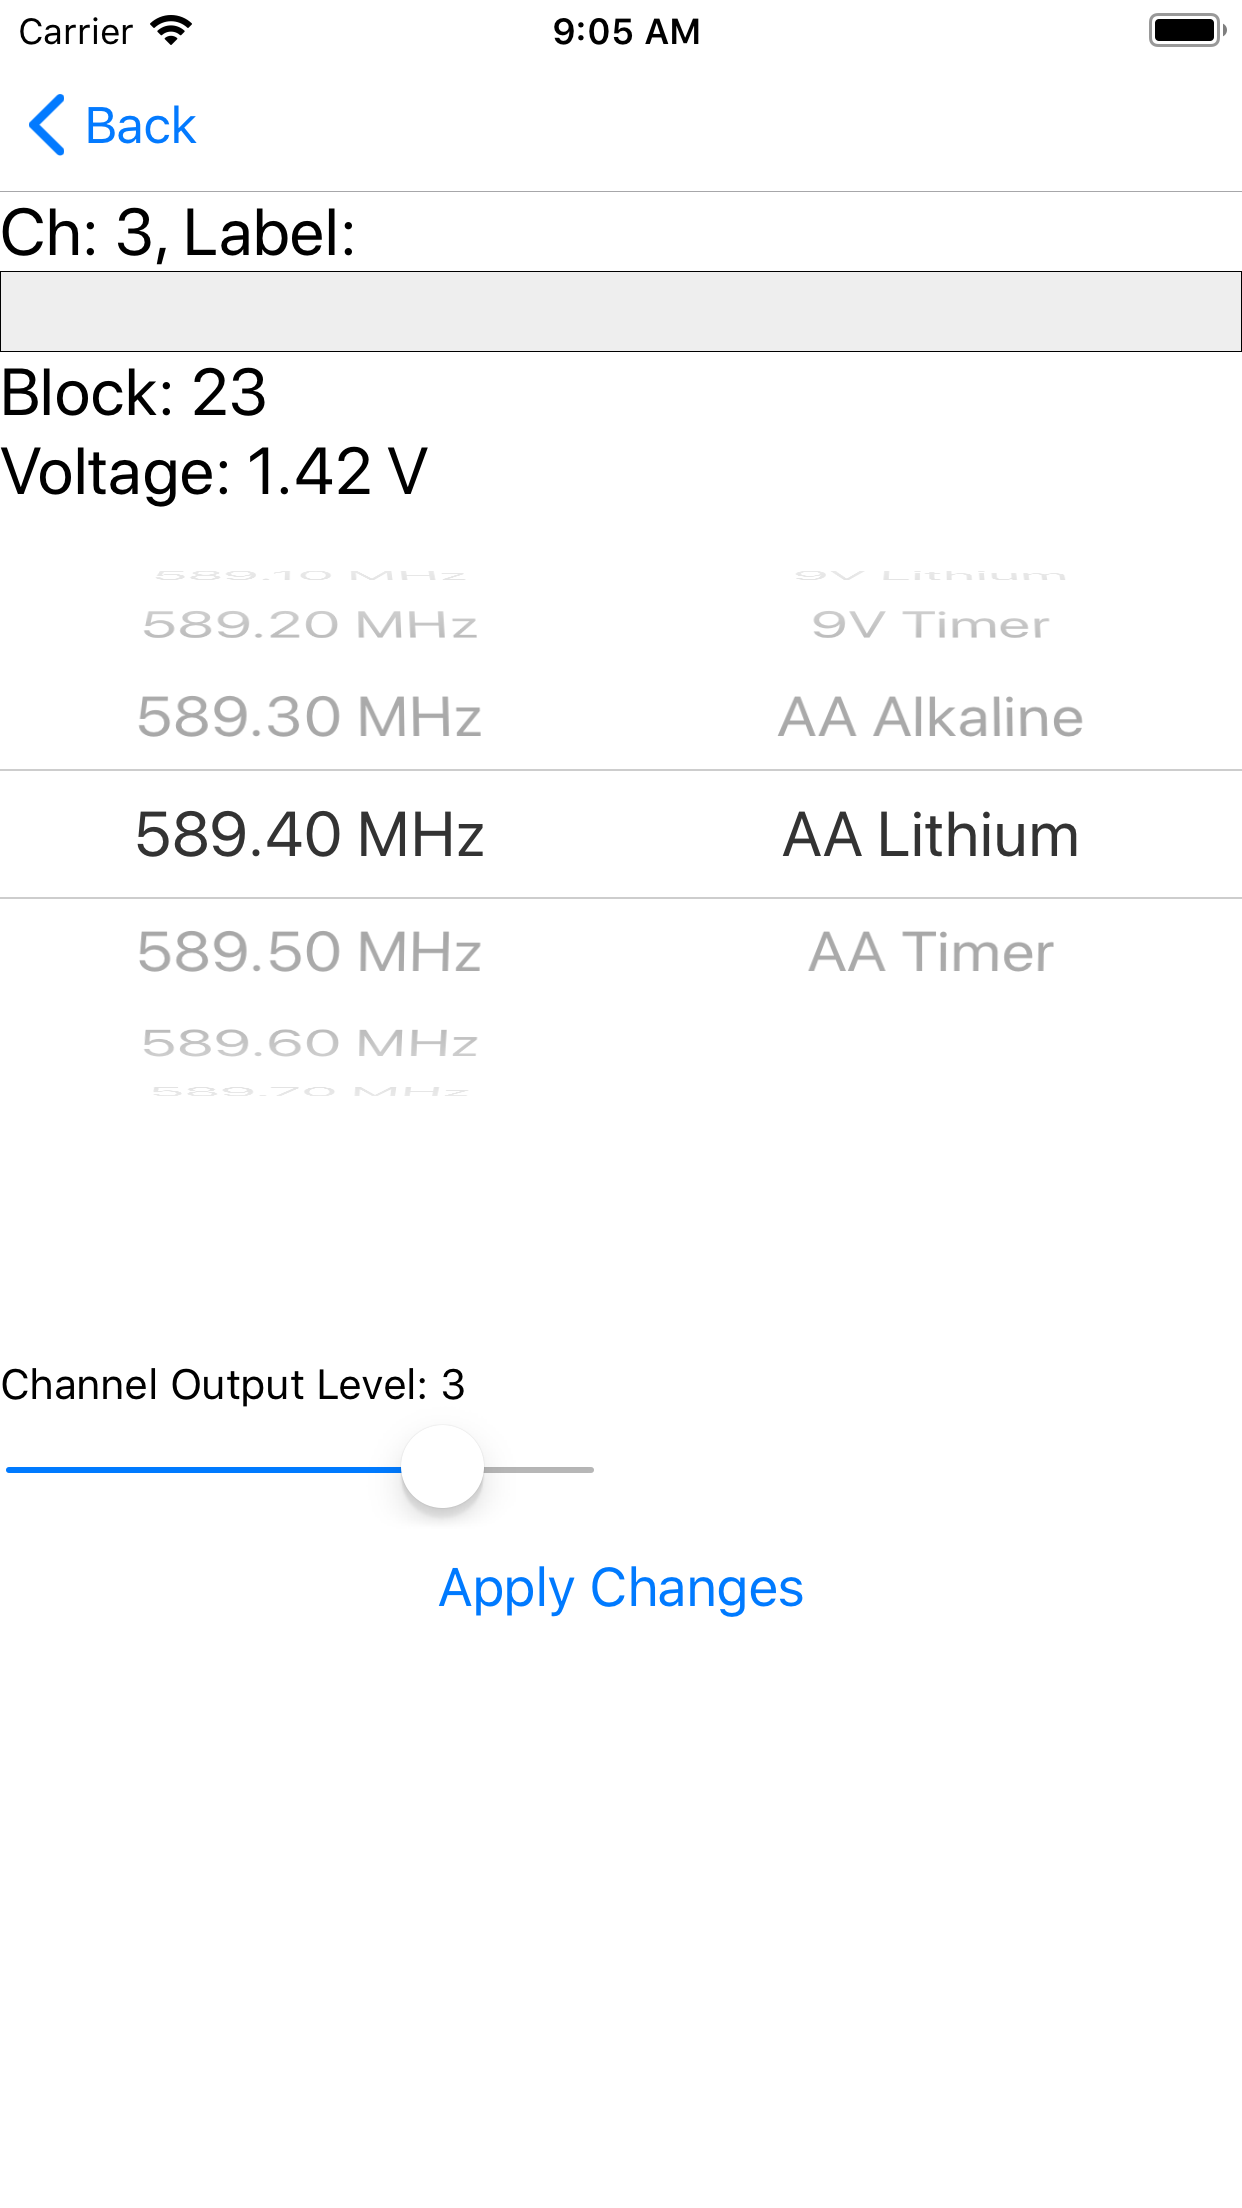 Carrier 9:05 AM
Back
Ch: 3, Label:
Block: 23
Voltage: 1.42 V
589.10 MHz 9V Lithium
589.20 MHz 9V Timer
589.30 MHz AA Alkaline
589.40 MHz AA Lithium
589.50 MHz AA Timer
589.60 MHz
589.70 MHz
Channel Output Level: 3
Apply Changes